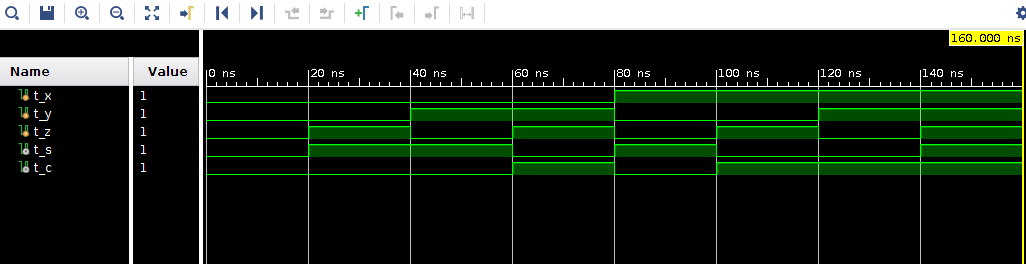 160.000 ns
Name Value
0 ns 20 ns 40 ns 60 ns 80 ns 100 ns 120 ns 140 ns
t_x 1
t_y 1
t_z 1
t_s 1
t_c 1